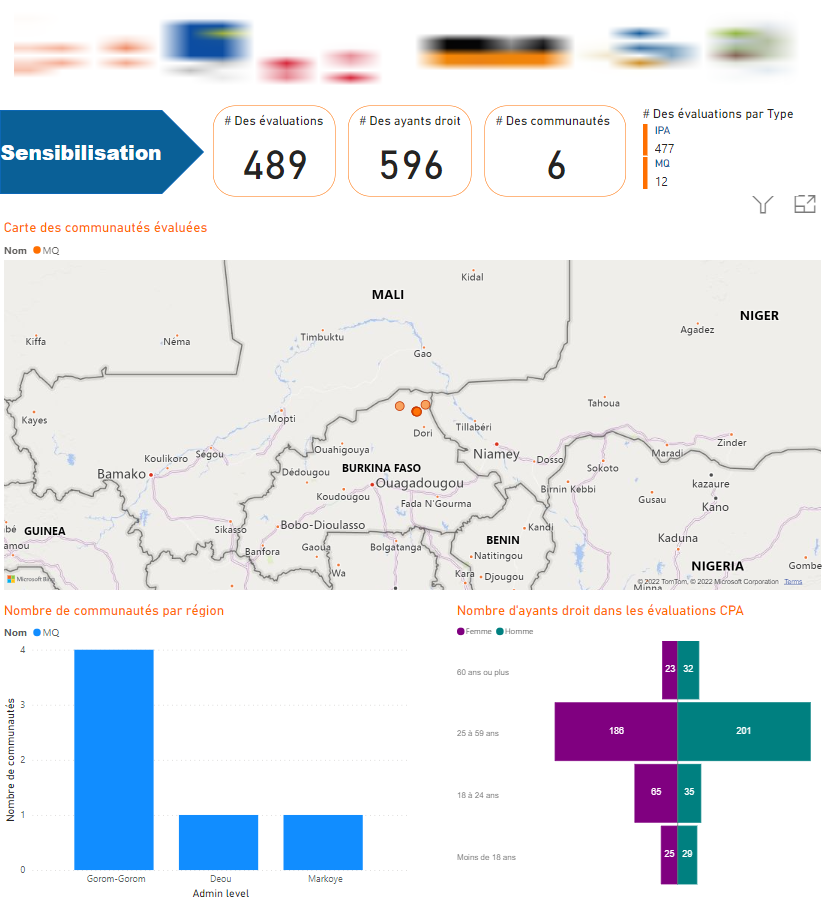 Sensibilisation
# Des évaluations
489
# Des ayants droit
596
# Des communautés
6
# Des évaluations par Type
IPA
477
MQ
12
Carte des communautés évaluées
Nom MQ
Kidal
MALI
NIGER
Agadez
Kiffa
Nema
Timbuktu
Gao
Tahoua
Kayes
Mopti
Tillabéri
Dori
Zinder
Ouahigouya
Maradi
Koulikoro
Ségou
Niamey
Dosso
Sokoto
Bamako
Dédougou
BURKINA FASO
kazaure
Ouagadougou
Birnin Kebbi
Koudougou
Fada N'Gourma
Gusau
Kano
GUINEA
Sikasso
Bobo-Dioulasso
Kandi
BENIN
Kaduna
amou
Banfora
Gaoua
Bolgatanga
Natitingou
NIGERIA
Gombe
Wa
Kara
Djougou
Microsoft Bing
Minna
© 2022 TomTom, © 2022 Microsoft Corporation Terms
Nombre de communautés par région
Nom MQ
Nombre de communautés
4
3
2
1
0
Gorom-Gorom
Deou
Markoye
Admin level
Nombre d'ayants droit dans les évaluations CPA
Femme Homme
60 ans ou plus 23 32
25 à 59 ans 186 201
18 à 24 ans 65 35
Moins de 18 ans 25 29